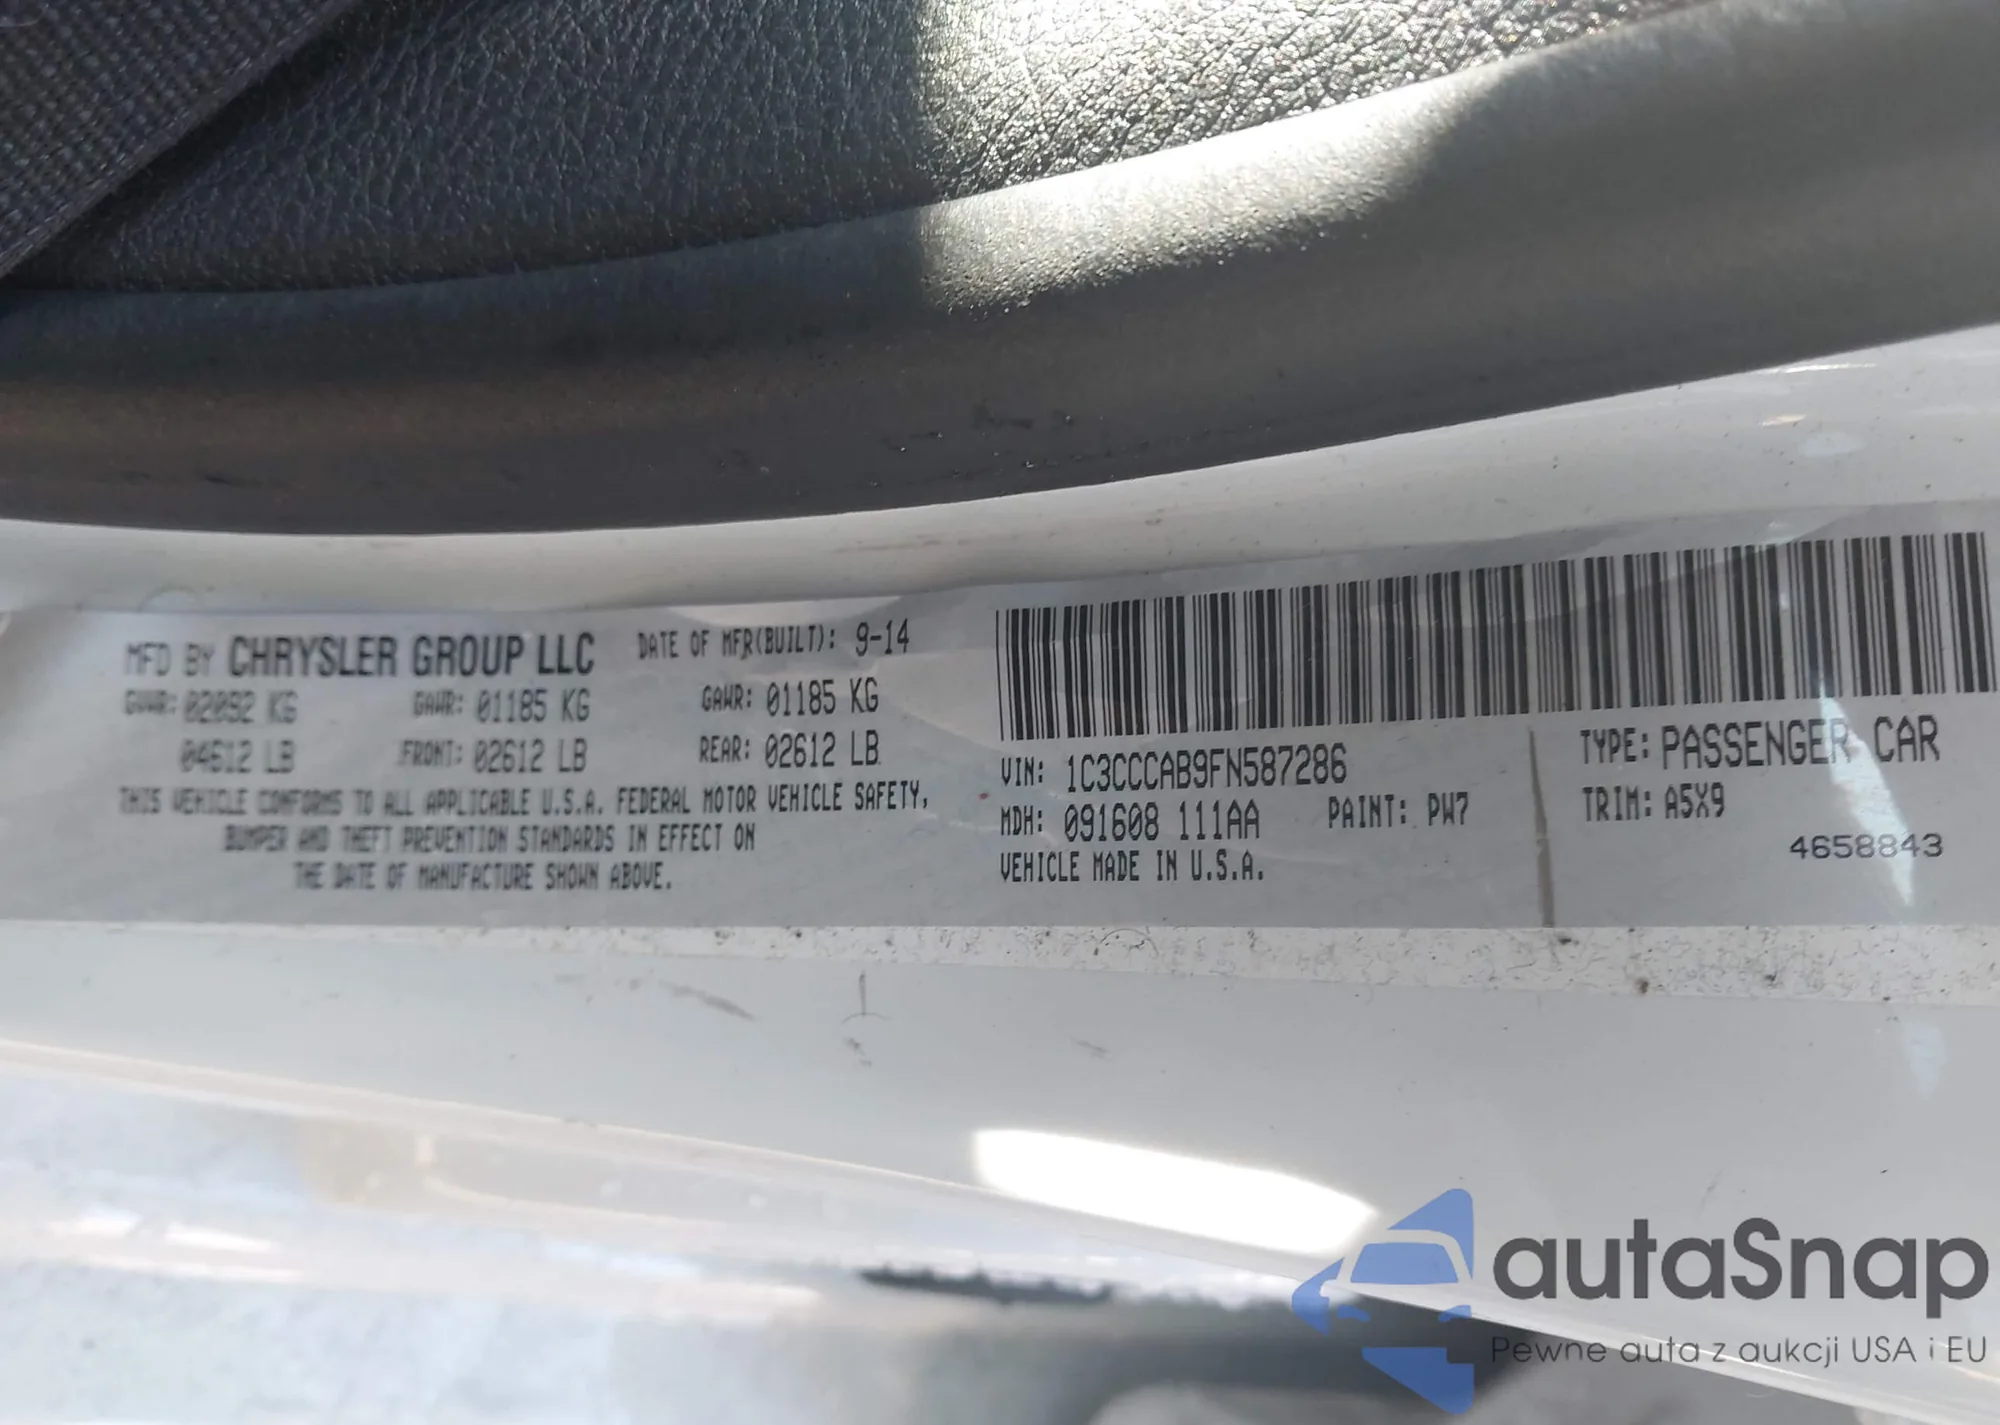 MFD BY CHRYSLER GROUP LLC DATE OF MFR(BUILT): 9-14
GVWR: 02092 KG GAWR: 01185 KG GAWR: 01185 KG
04612 LB FRONT: 02612 LB REAR: 02612 LB
THIS VEHICLE CONFORMS TO ALL APPLICABLE U.S.A. FEDERAL MOTOR VEHICLE SAFETY,
BUMPER AND THEFT PREVENTION STANDARDS IN EFFECT ON
THE DATE OF MANUFACTURE SHOWN ABOVE.
VIN: 1C3CCCAB9FN587286 TYPE: PASSENGER CAR
MDH: 091608 111AA PAINT: PW7 TRIM: A5X9
VEHICLE MADE IN U.S.A. 4658843
autaSnap
Pewne auta z aukcji USA i EU